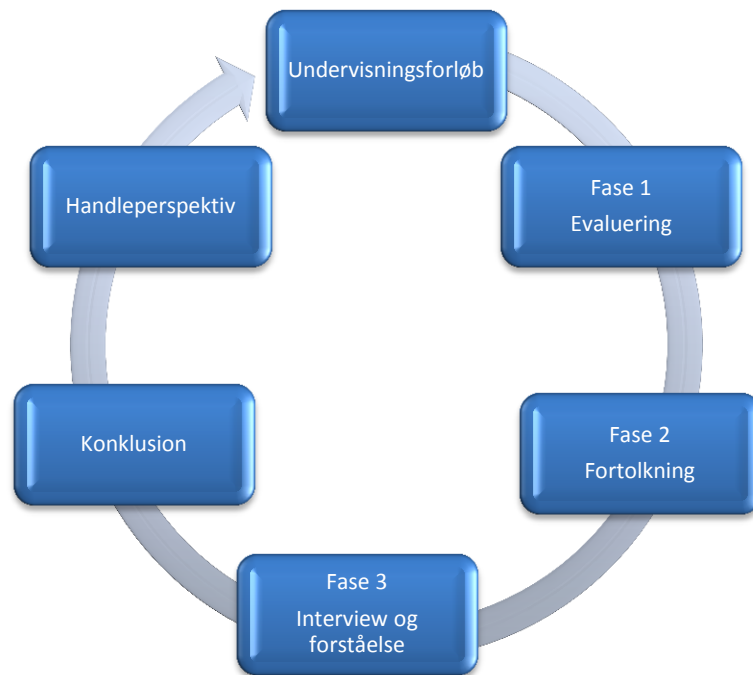 Undervisningsforløb
Fase 1
Evaluering
Fase 2
Fortolkning
Fase 3
Interview og
forståelse
Konklusion
Handleperspektiv